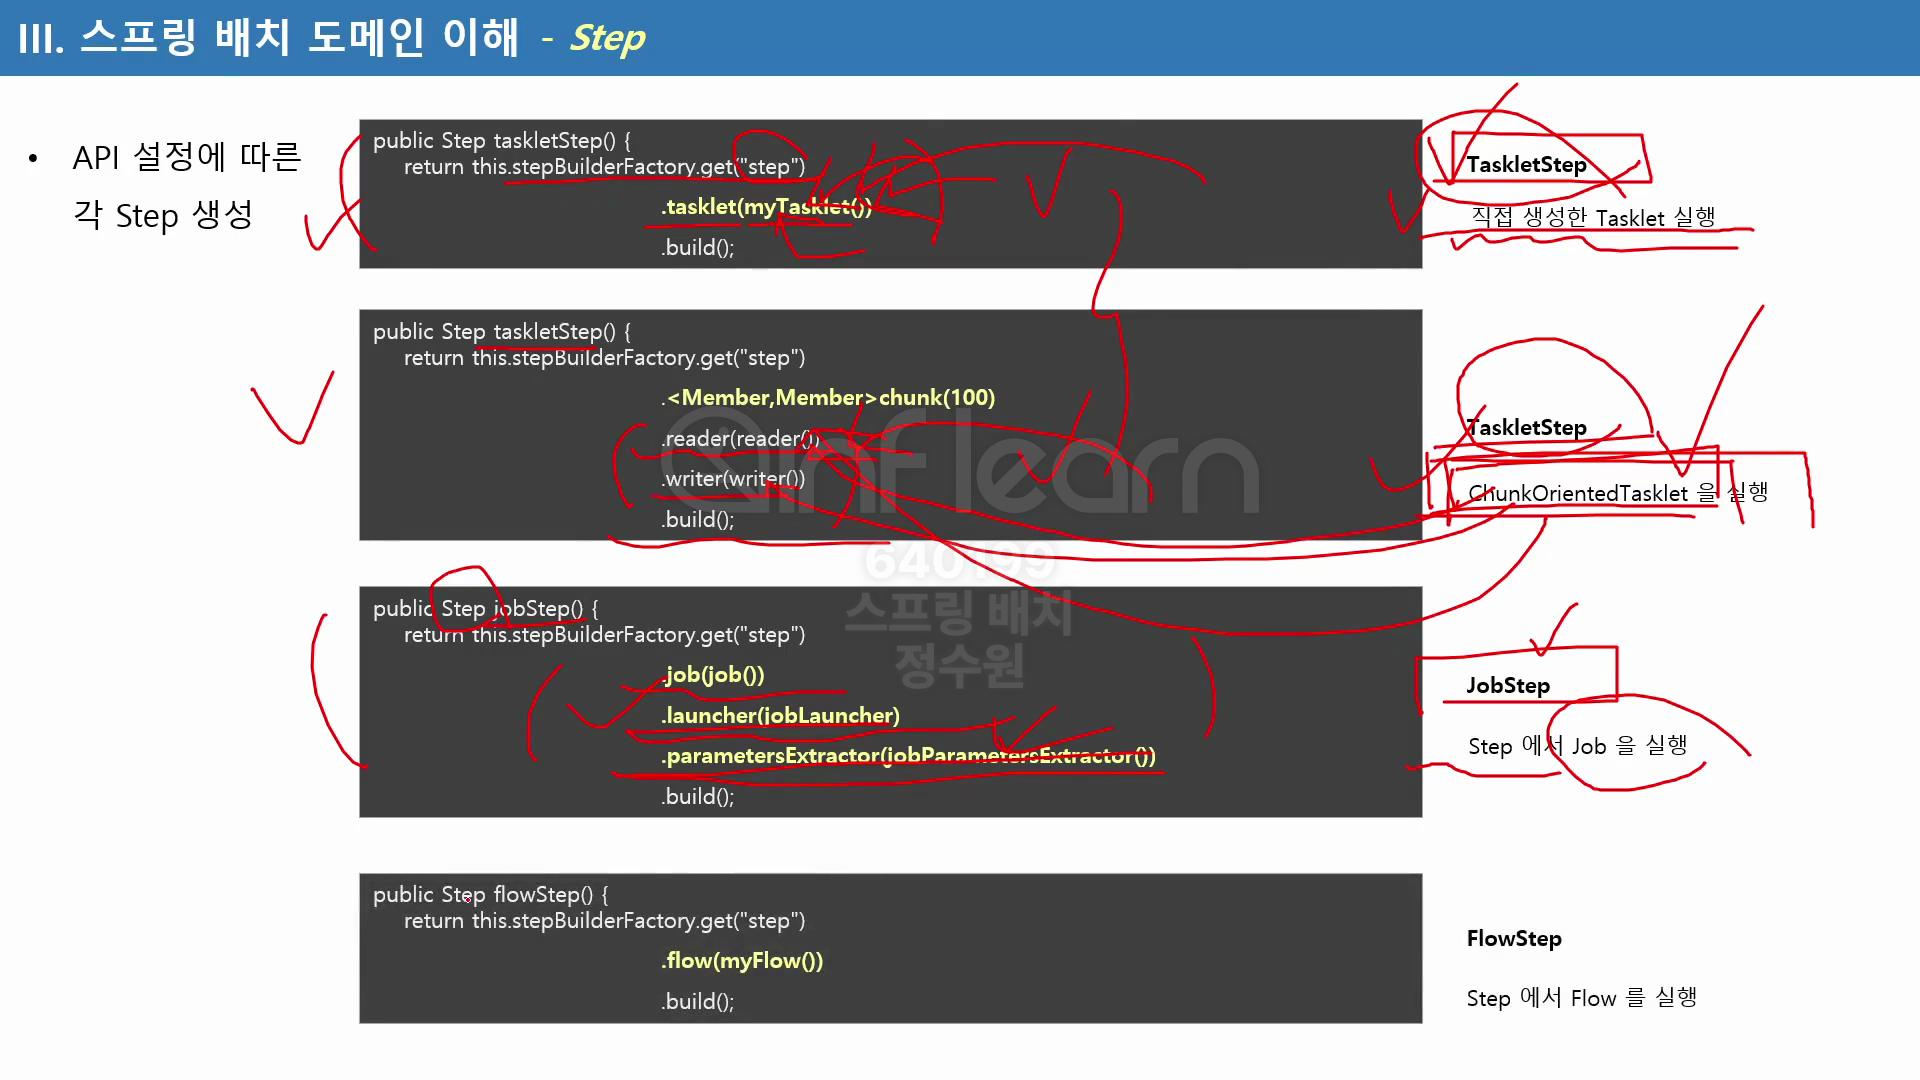 III. 스프링 배치 도메인 이해 - Step
• API 설정에 따른
각 Step 생성
public Step taskletStep() {
return this.stepBuilderFactory.get("step")
.tasklet(myTasklet())
.build();
TaskletStep
직접 생성한 Tasklet 실행
public Step taskletStep() {
return this.stepBuilderFactory.get("step")
.<Member,Member>chunk(100)
.reader(reader())
.writer(writer())
.build();
TaskletStep
ChunkOrientedTasklet 을 실행
inflearn
640199
스프링 배치
정수원
public Step jobStep() {
return this.stepBuilderFactory.get("step")
.job(job())
.launcher(jobLauncher)
.parametersExtractor(jobParametersExtractor())
.build();
JobStep
Step 에서 Job 을 실행
public Step flowStep() {
return this.stepBuilderFactory.get("step")
.flow(myFlow())
.build();
FlowStep
Step 에서 Flow 를 실행